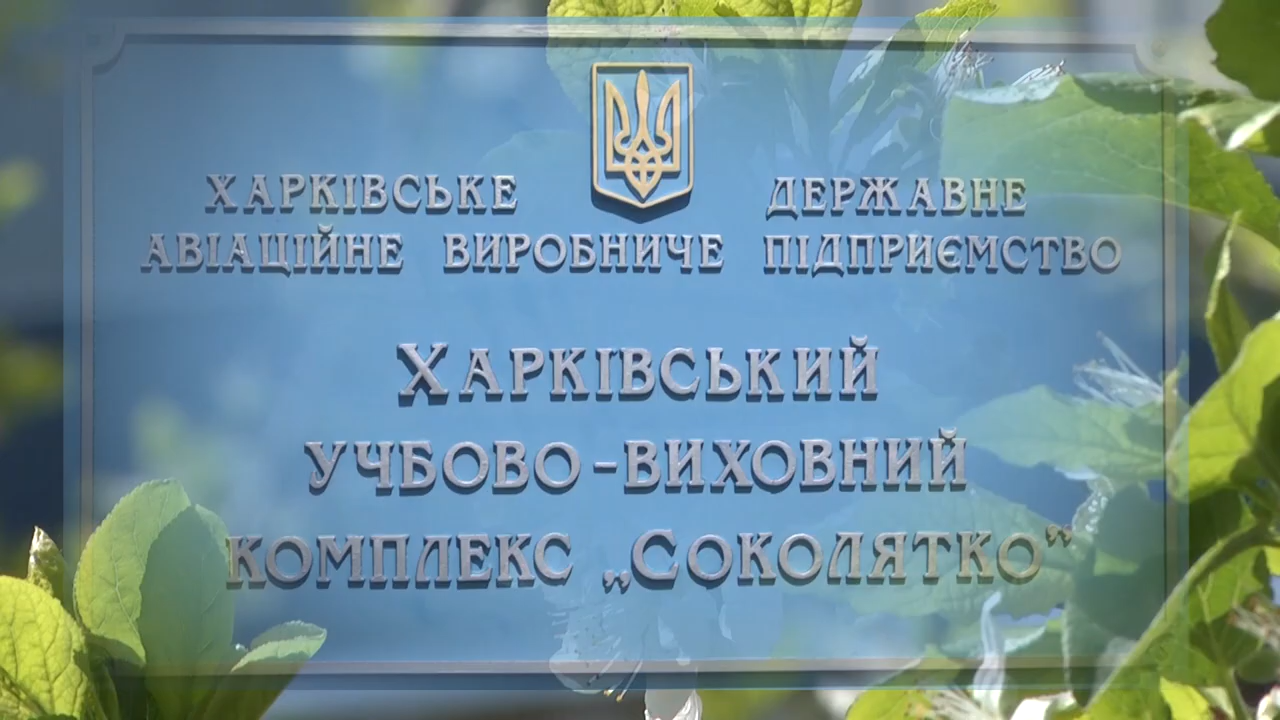 ХАРКІВСЬКЕ ДЕРЖАВНЕ
АВІАЦІЙНЕ ВИРОБНИЧЕ ПІДПРИЄМСТВО
ХАРКІВСЬКИЙ
УЧБОВО-ВИХОВНИЙ
КОМПЛЕКС „СОКОЛЯТКО”